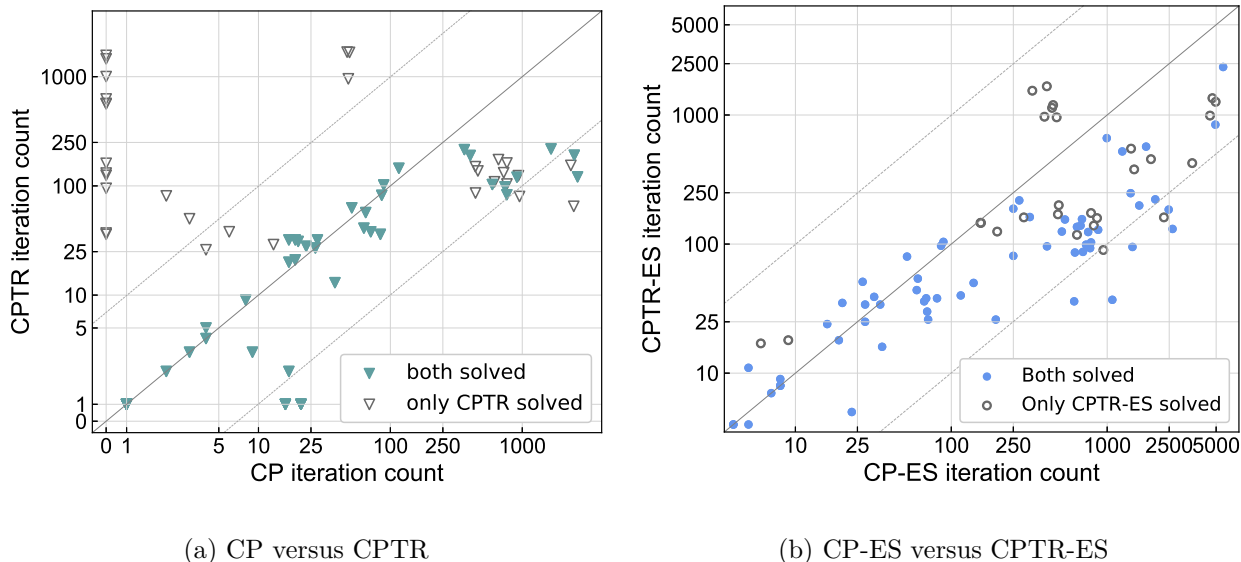 CPTR iteration count
1000
250
100
25
10
5
1
0
0 1 5 10 25 100 250 1000
CP iteration count
both solved
only CPTR solved
(a) CP versus CPTR
CPTR-ES iteration count
5000
2500
1000
250
100
25
10
10 25 100 250 1000 2500 5000
CP-ES iteration count
Both solved
Only CPTR-ES solved
(b) CP-ES versus CPTR-ES